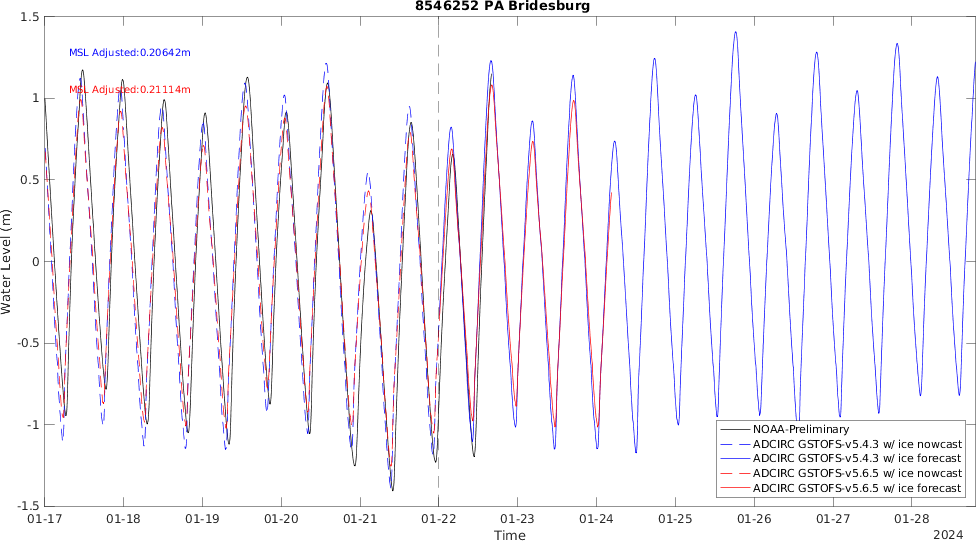 8546252 PA Bridesburg
MSL Adjusted:0.20642m
MSL Adjusted:0.21114m
Water Level (m)
1.5
1
0.5
0
-0.5
-1
-1.5
NOAA-Preliminary
ADCIRC GSTOFS-v5.4.3 w/ ice nowcast
ADCIRC GSTOFS-v5.4.3 w/ ice forecast
ADCIRC GSTOFS-v5.6.5 w/ ice nowcast
ADCIRC GSTOFS-v5.6.5 w/ ice forecast
01-17 01-18 01-19 01-20 01-21 01-22 01-23 01-24 01-25 01-26 01-27 01-28
Time
2024